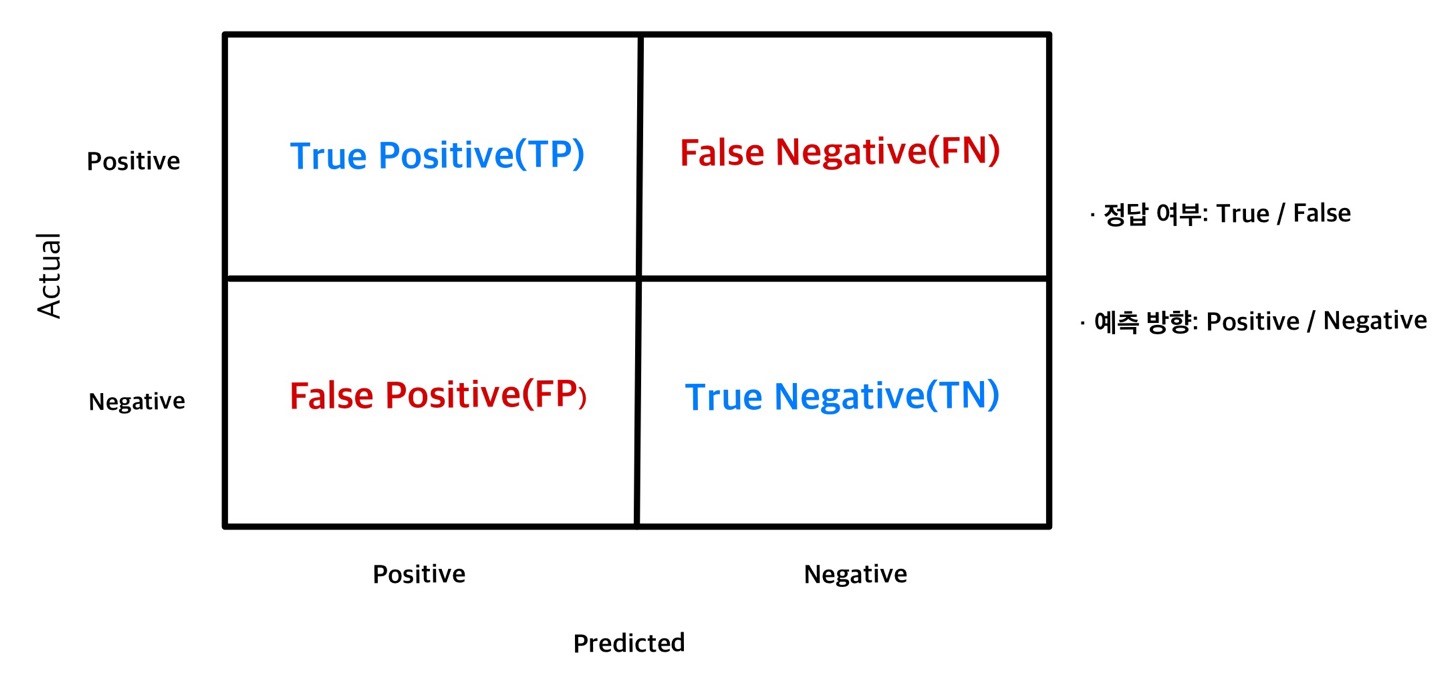 True Positive(TP)
False Negative(FN)
Positive
· 정답 여부: True / False
Actual
· 예측 방향: Positive / Negative
False Positive(FP)
True Negative(TN)
Negative
Positive
Negative
Predicted